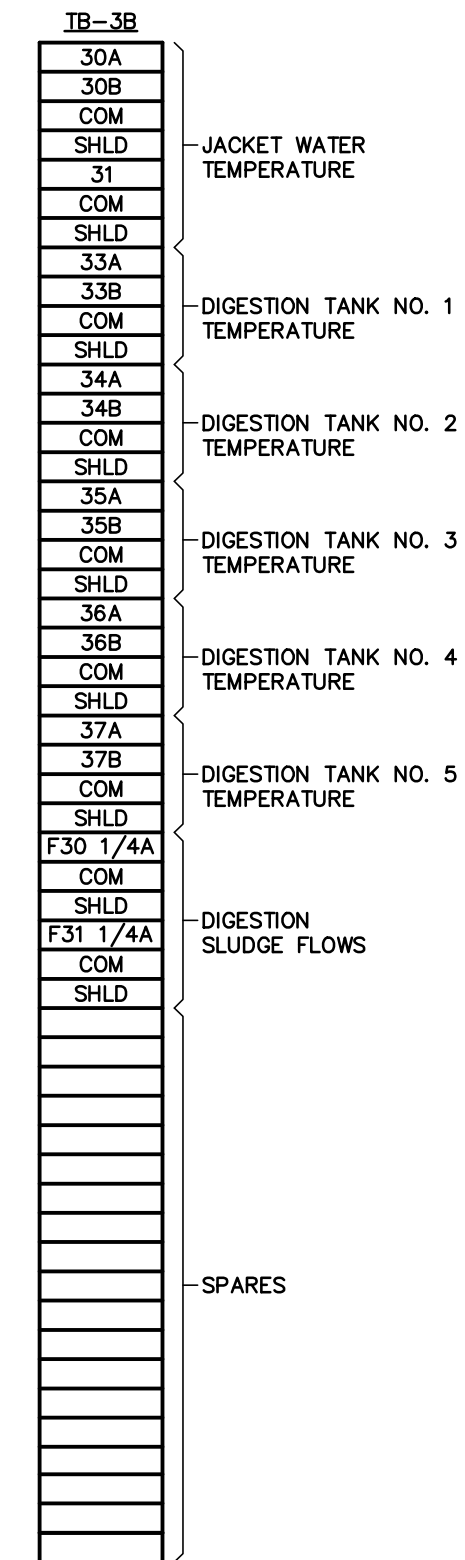 TB-3B
30A
30B
COM
SHLD
31
COM
SHLD
JACKET WATER
TEMPERATURE
33A
33B
COM
SHLD
DIGESTION TANK NO. 1
TEMPERATURE
34A
34B
COM
SHLD
DIGESTION TANK NO. 2
TEMPERATURE
35A
35B
COM
SHLD
DIGESTION TANK NO. 3
TEMPERATURE
36A
36B
COM
SHLD
DIGESTION TANK NO. 4
TEMPERATURE
37A
37B
COM
SHLD
DIGESTION TANK NO. 5
TEMPERATURE
F30 1/4A
COM
SHLD
F31 1/4A
COM
SHLD
DIGESTION
SLUDGE FLOWS
SPARES